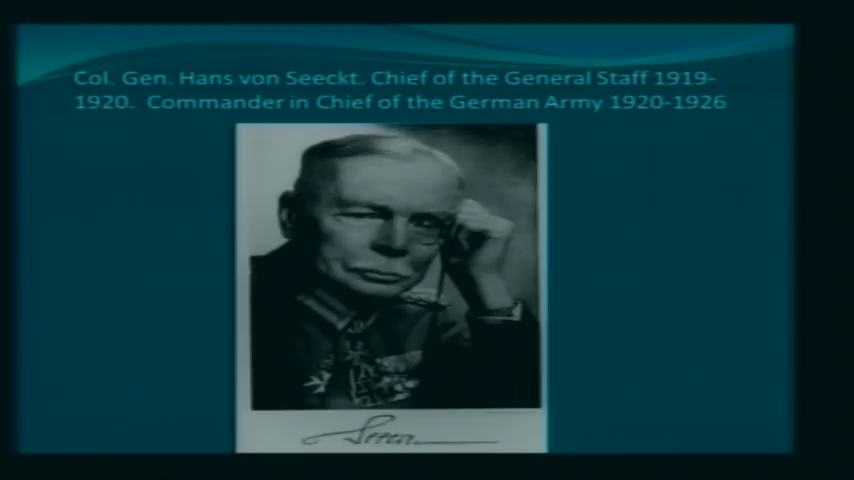 Col. Gen. Hans von Seeckt. Chief of the General Staff 1919-
1920. Commander in Chief of the German Army 1920-1926